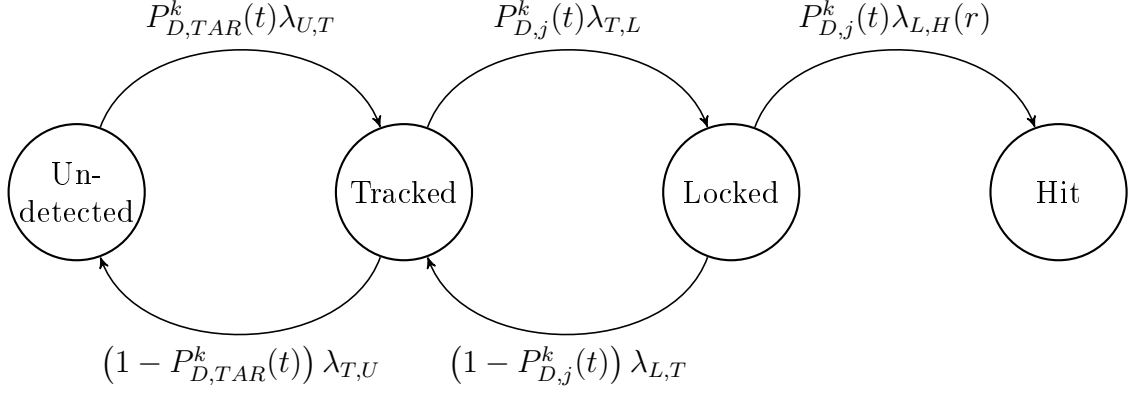 P^k_{D,TAR}(t)λ_{U,T} P^k_{D,j}(t)λ_{T,L} P^k_{D,j}(t)λ_{L,H}(r)
Un-
detected
Tracked
Locked
Hit
(1 − P^k_{D,TAR}(t)) λ_{T,U} (1 − P^k_{D,j}(t)) λ_{L,T}